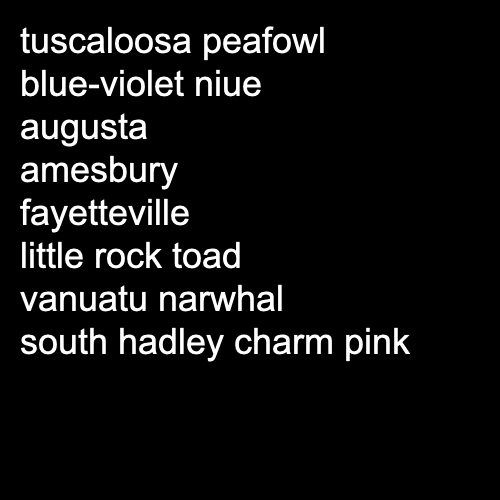 tuscaloosa peafowl
blue-violet niue
augusta
amesbury
fayetteville
little rock toad
vanuatu narwhal
south hadley charm pink